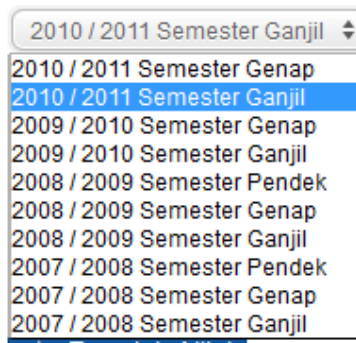 2010 / 2011 Semester Ganjil
2010 / 2011 Semester Genap
2010 / 2011 Semester Ganjil
2009 / 2010 Semester Genap
2009 / 2010 Semester Ganjil
2008 / 2009 Semester Pendek
2008 / 2009 Semester Genap
2008 / 2009 Semester Ganjil
2007 / 2008 Semester Pendek
2007 / 2008 Semester Genap
2007 / 2008 Semester Ganjil